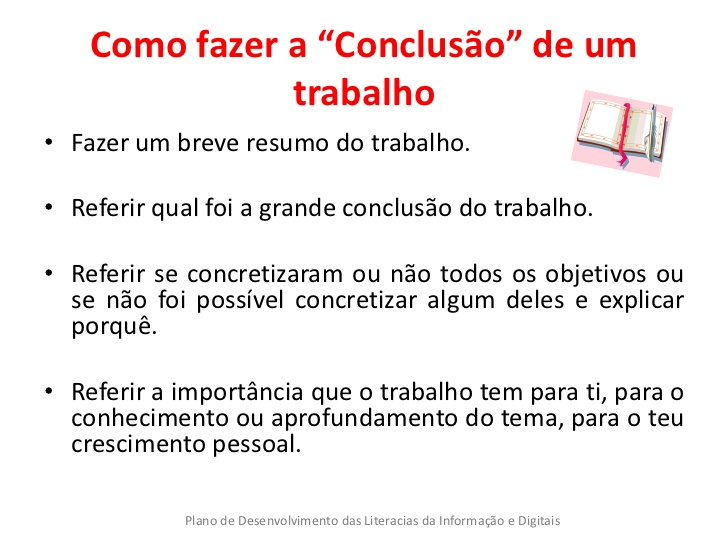 Como fazer a “Conclusão” de um
trabalho
• Fazer um breve resumo do trabalho.
• Referir qual foi a grande conclusão do trabalho.
• Referir se concretizaram ou não todos os objetivos ou
se não foi possível concretizar algum deles e explicar
porquê.
• Referir a importância que o trabalho tem para ti, para o
conhecimento ou aprofundamento do tema, para o teu
crescimento pessoal.
Plano de Desenvolvimento das Literacias da Informação e Digitais